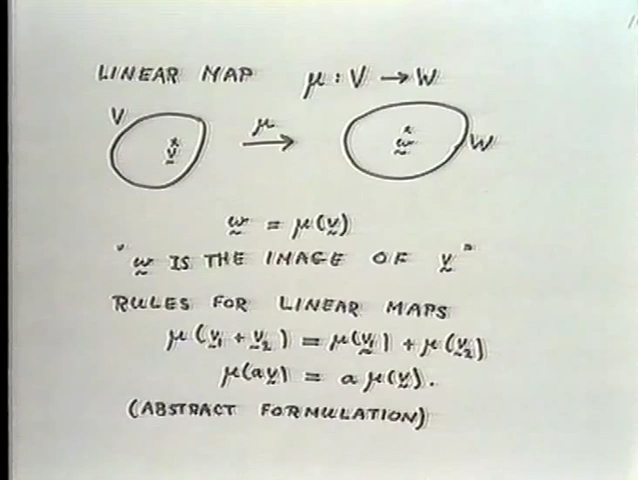 LINEAR MAP μ : V → W
V μ → W
v w
w = μ(v)
"w IS THE IMAGE OF v"
RULES FOR LINEAR MAPS
μ(v₁ + v₂) = μ(v₁) + μ(v₂)
μ(av) = a μ(v).
(ABSTRACT FORMULATION)